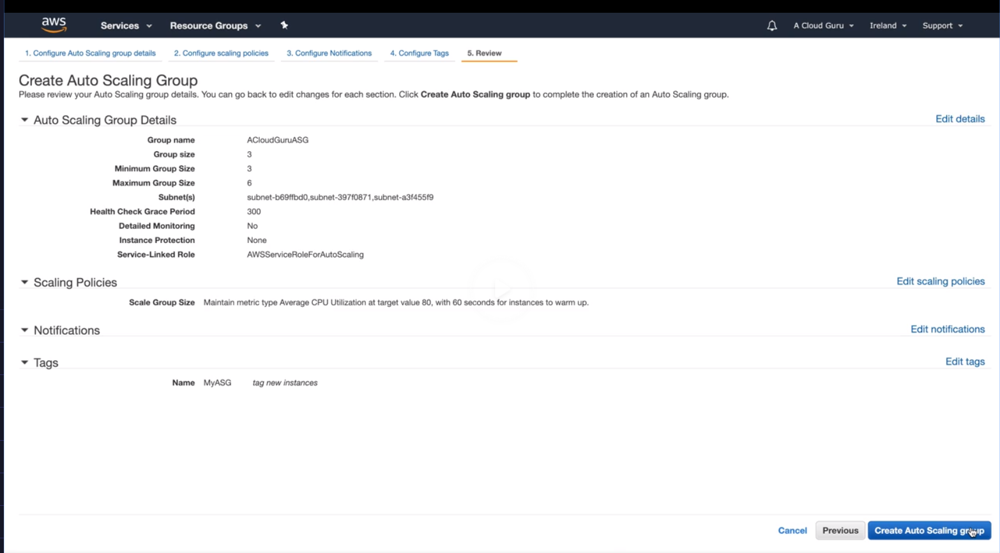 aws Services Resource Groups A Cloud Guru Ireland Support
1. Configure Auto Scaling group details 2. Configure scaling policies 3. Configure Notifications 4. Configure Tags 5. Review
Create Auto Scaling Group
Please review your Auto Scaling group details. You can go back to edit changes for each section. Click Create Auto Scaling group to complete the creation of an Auto Scaling group.
Auto Scaling Group Details Edit details
Group name ACloudGuruASG
Group size 3
Minimum Group Size 3
Maximum Group Size 6
Subnet(s) subnet-b69ffbd0,subnet-397f0871,subnet-a3f455f9
Health Check Grace Period 300
Detailed Monitoring No
Instance Protection None
Service-Linked Role AWSServiceRoleForAutoScaling
Scaling Policies Edit scaling policies
Scale Group Size Maintain metric type Average CPU Utilization at target value 80, with 60 seconds for instances to warm up.
Notifications Edit notifications
Tags Edit tags
Name MyASG tag new instances
Cancel Previous Create Auto Scaling group